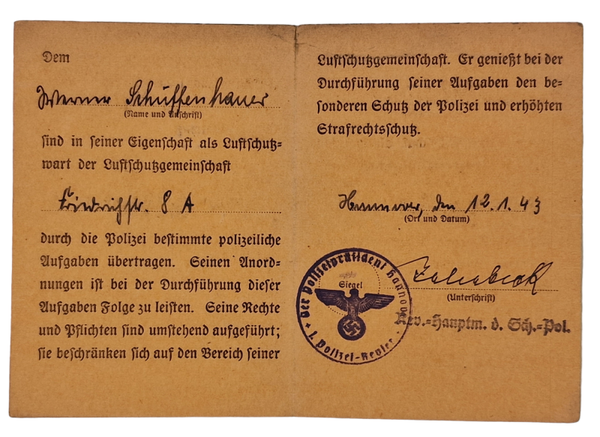 Dem
Werner Schüffenhauer
(Name und Anschrift)
sind in seiner Eigenschaft als Luftschutz-
wart der Luftschutzgemeinschaft
Friedrichstr. 8 A
durch die Polizei bestimmte polizeiliche
Aufgaben übertragen. Seinen Anord-
nungen ist bei der Durchführung dieser
Aufgaben Folge zu leisten. Seine Rechte
und Pflichten sind umstehend aufgeführt;
sie beschränken sich auf den Bereich seiner
Luftschutzgemeinschaft. Er genießt bei der
Durchführung seiner Aufgaben den be-
sonderen Schutz der Polizei und erhöhten
Strafrechtsschutz.
Hannover, den 12.1.43
(Ort und Datum)
Der Polizeipräsident Hannover
Siegel
Polizei-Revier
(Unterschrift)
Rev.=Hauptm. d. Sch.=Pol.